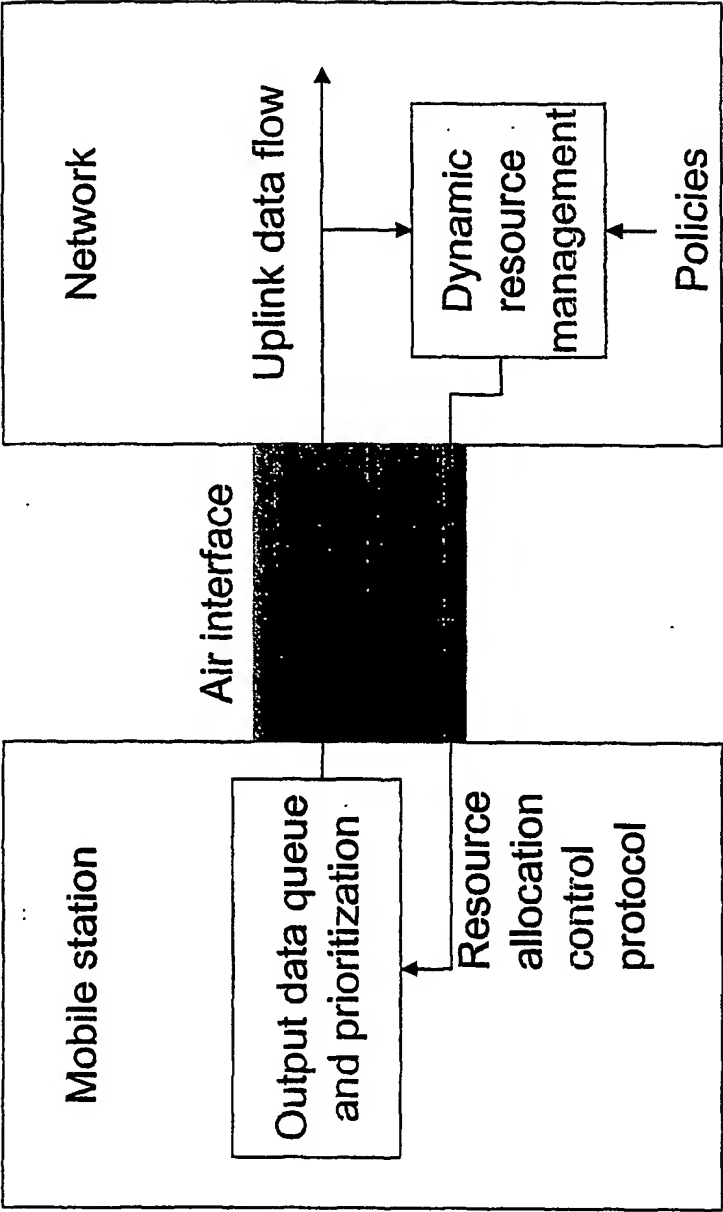 Mobile station
Output data queue
and prioritization
Resource
allocation
control
protocol
Air interface
Network
Uplink data flow
Dynamic
resource
management
Policies